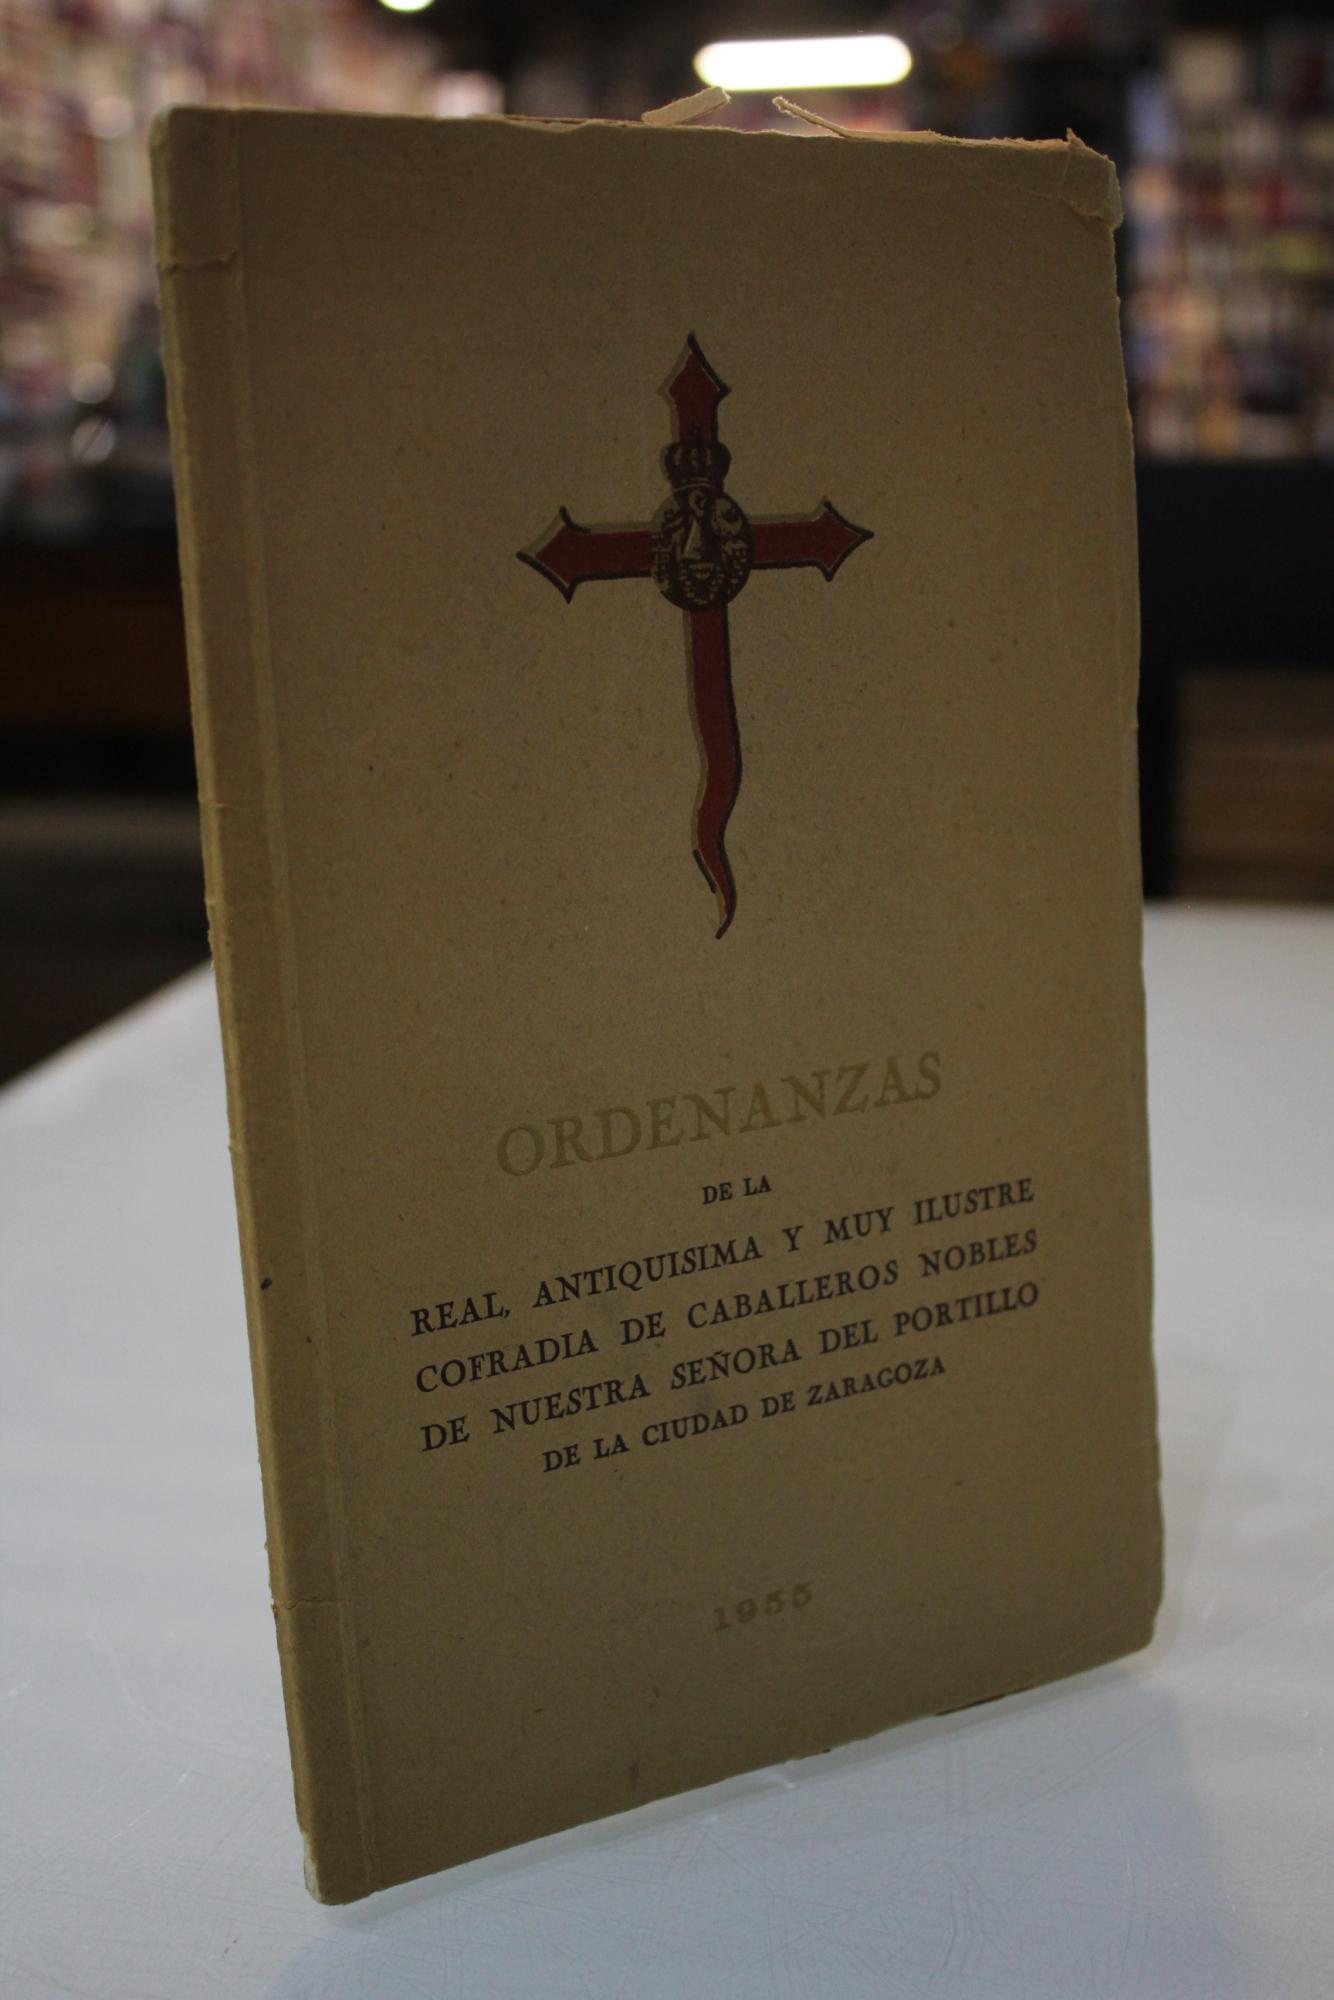 ORDENANZAS
DE LA
REAL, ANTIQUISIMA Y MUY ILUSTRE
COFRADIA DE CABALLEROS NOBLES
DE NUESTRA SEÑORA DEL PORTILLO
DE LA CIUDAD DE ZARAGOZA
1955